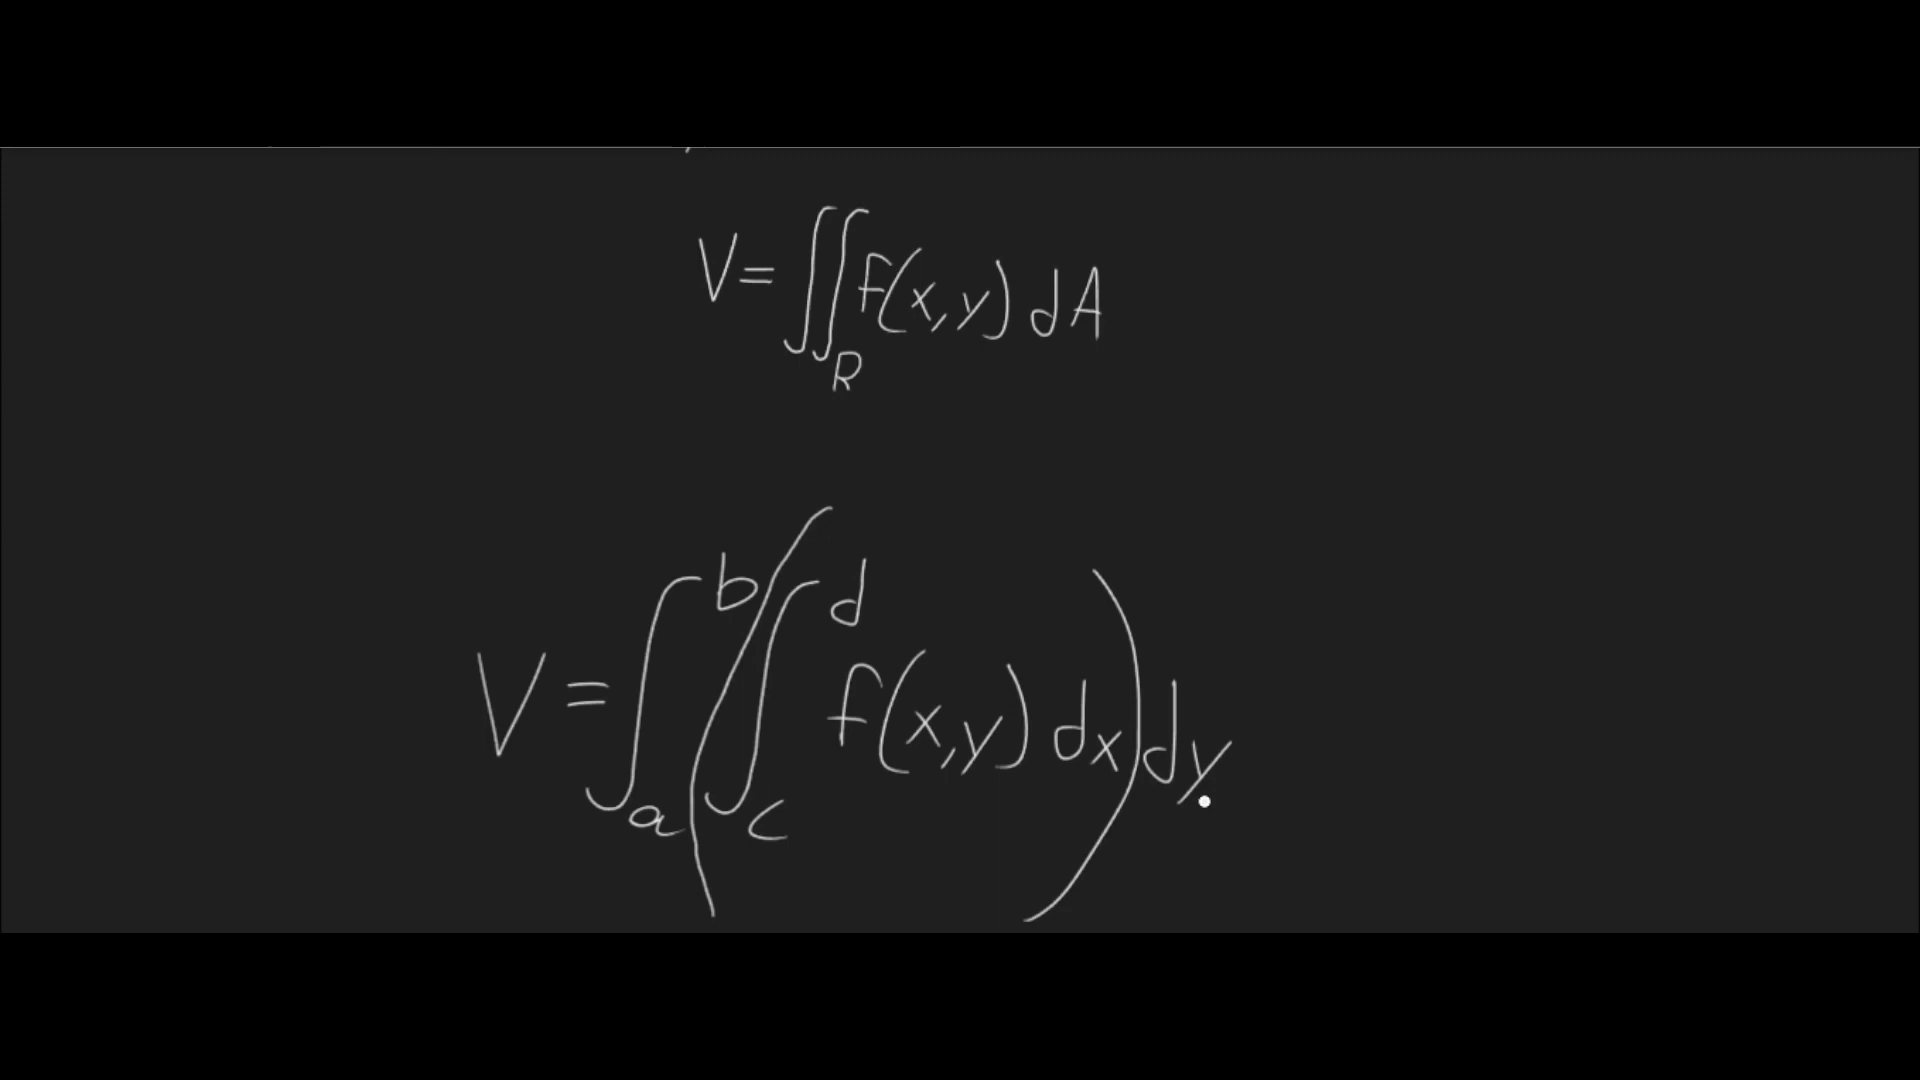 V = ∬_R f(x,y) dA
V = ∫_a^b (∫_c^d f(x,y) dx) dy